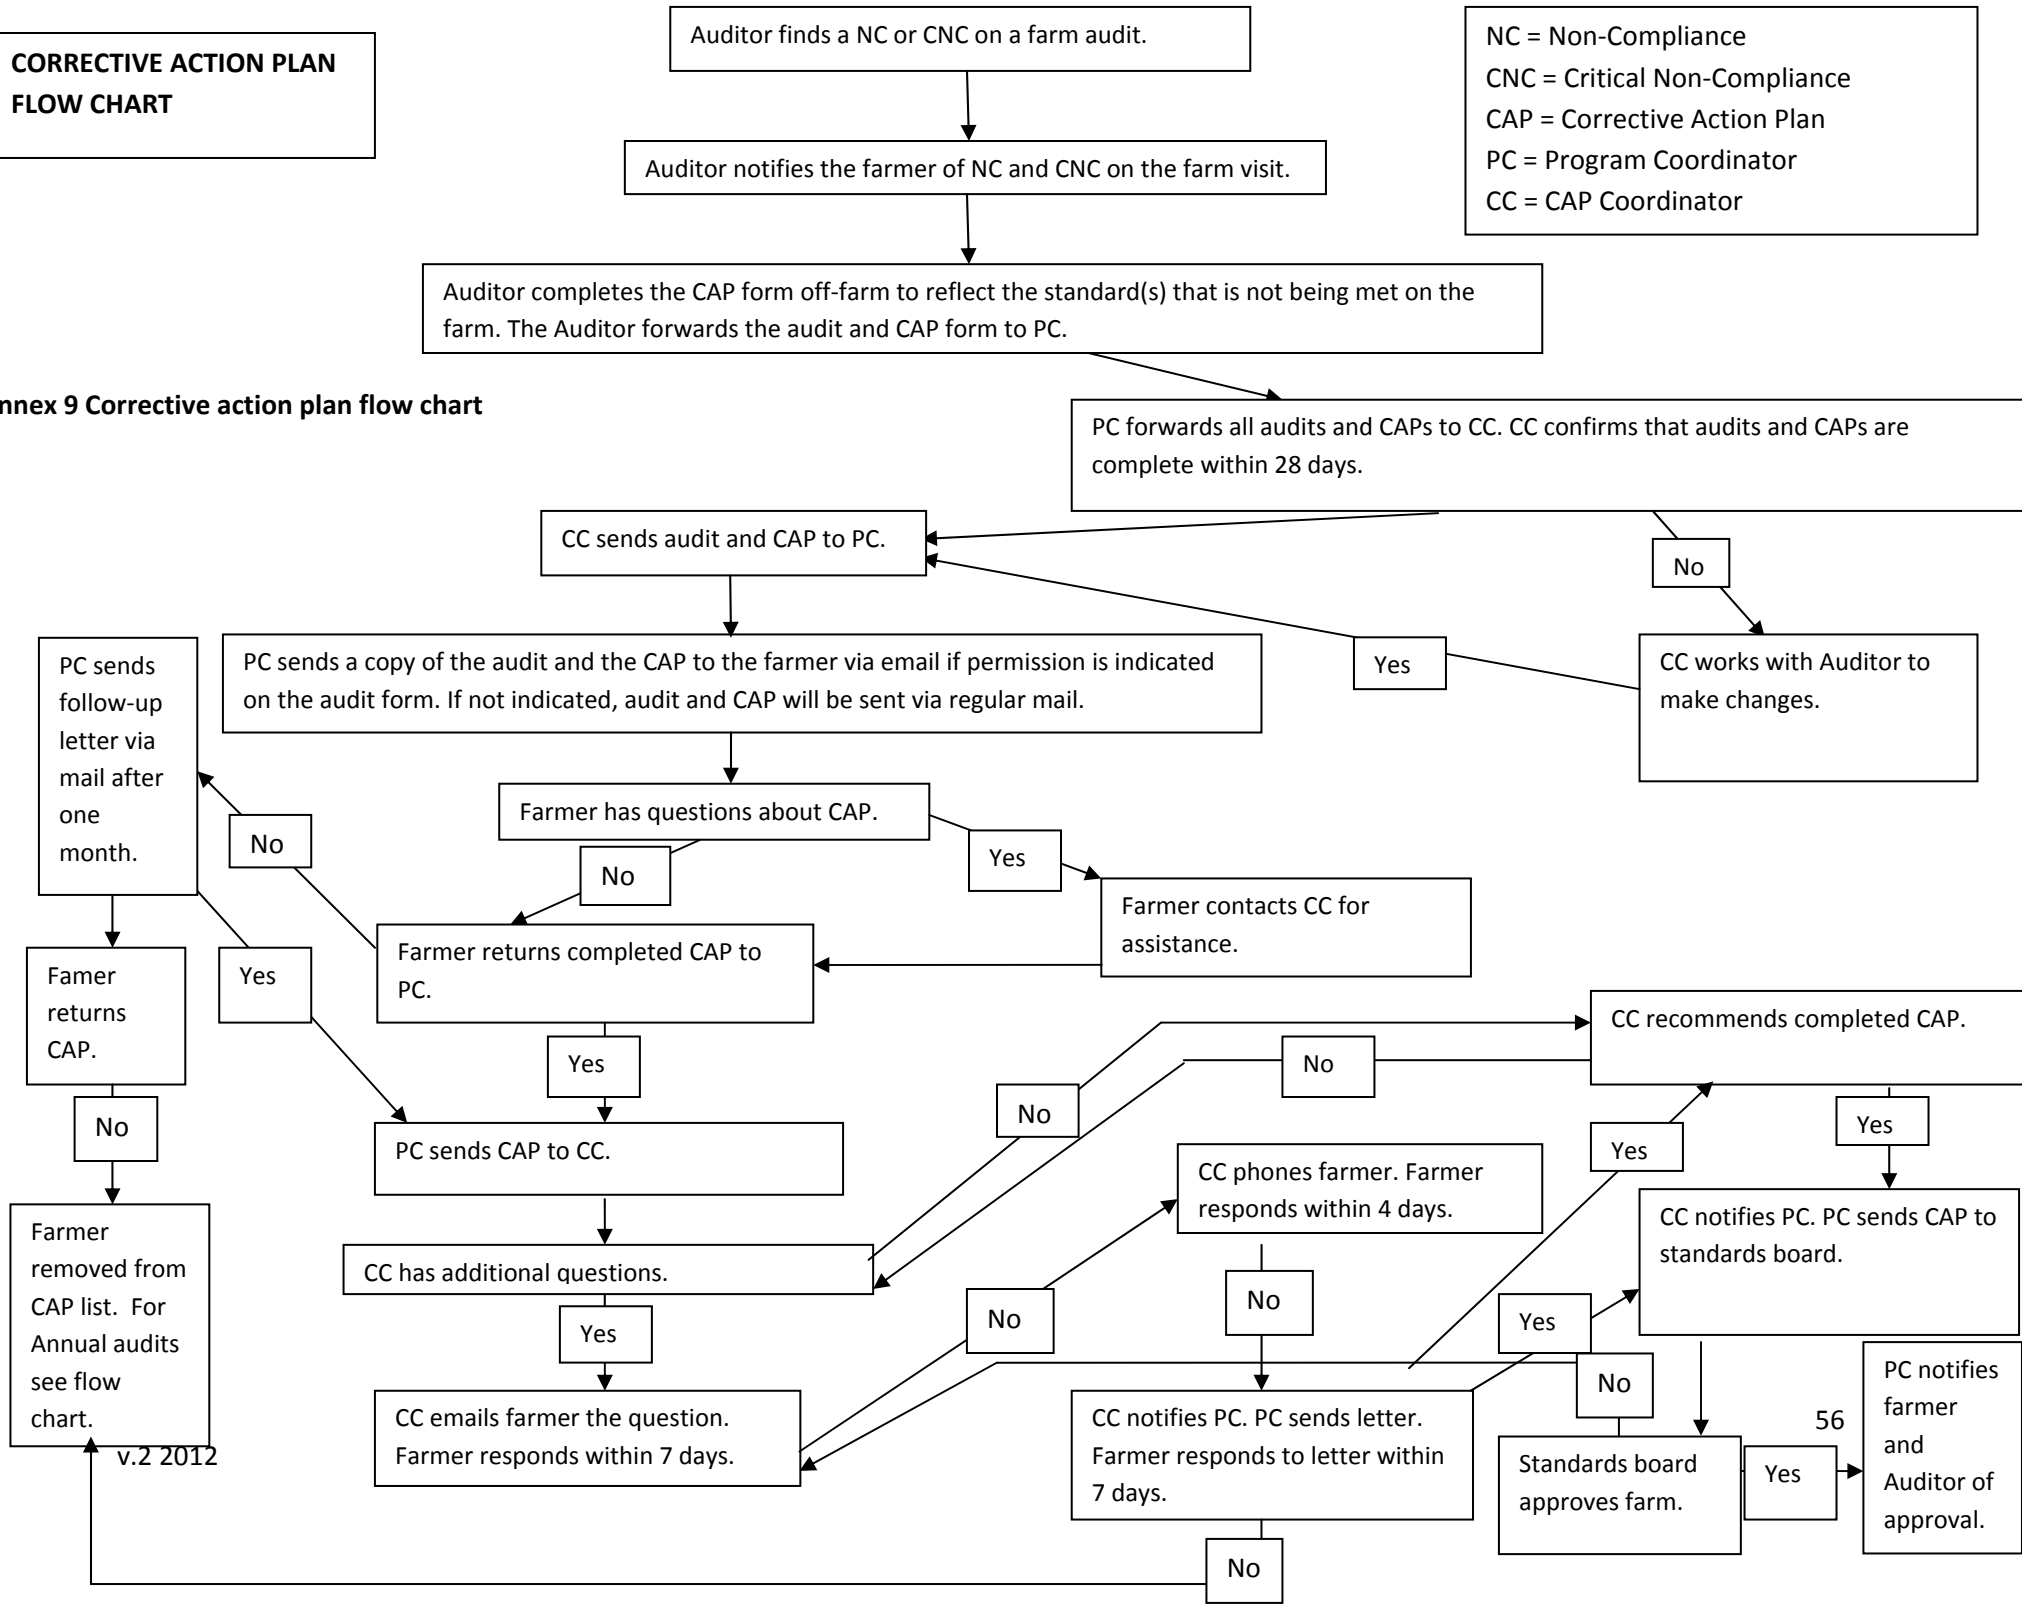 CORRECTIVE ACTION PLAN
FLOW CHART
Auditor finds a NC or CNC on a farm audit.
NC = Non-Compliance
CNC = Critical Non-Compliance
CAP = Corrective Action Plan
PC = Program Coordinator
CC = CAP Coordinator
Auditor notifies the farmer of NC and CNC on the farm visit.
Auditor completes the CAP form off-farm to reflect the standard(s) that is not being met on the
farm. The Auditor forwards the audit and CAP form to PC.
nnex 9 Corrective action plan flow chart
PC forwards all audits and CAPs to CC. CC confirms that audits and CAPs are
complete within 28 days.
CC sends audit and CAP to PC.
No
PC sends
follow-up
letter via
mail after
one
month.
PC sends a copy of the audit and the CAP to the farmer via email if permission is indicated
on the audit form. If not indicated, audit and CAP will be sent via regular mail.
Yes
CC works with Auditor to
make changes.
Farmer has questions about CAP.
No
No
Yes
Farmer contacts CC for
assistance.
Farmer returns completed CAP to
PC.
Famer
returns
CAP.
Yes
CC recommends completed CAP.
Yes
No
No
No
Yes
Yes
PC sends CAP to CC.
CC phones farmer. Farmer
responds within 4 days.
Farmer
removed from
CAP list.  For
Annual audits
see flow
chart.
CC notifies PC. PC sends CAP to
standards board.
CC has additional questions.
No
No
Yes
Yes
No
PC notifies
farmer
and
Auditor of
approval.
CC emails farmer the question.
Farmer responds within 7 days.
CC notifies PC. PC sends letter.
Farmer responds to letter within
7 days.
56
v.2 2012
Standards board
approves farm.
Yes
No